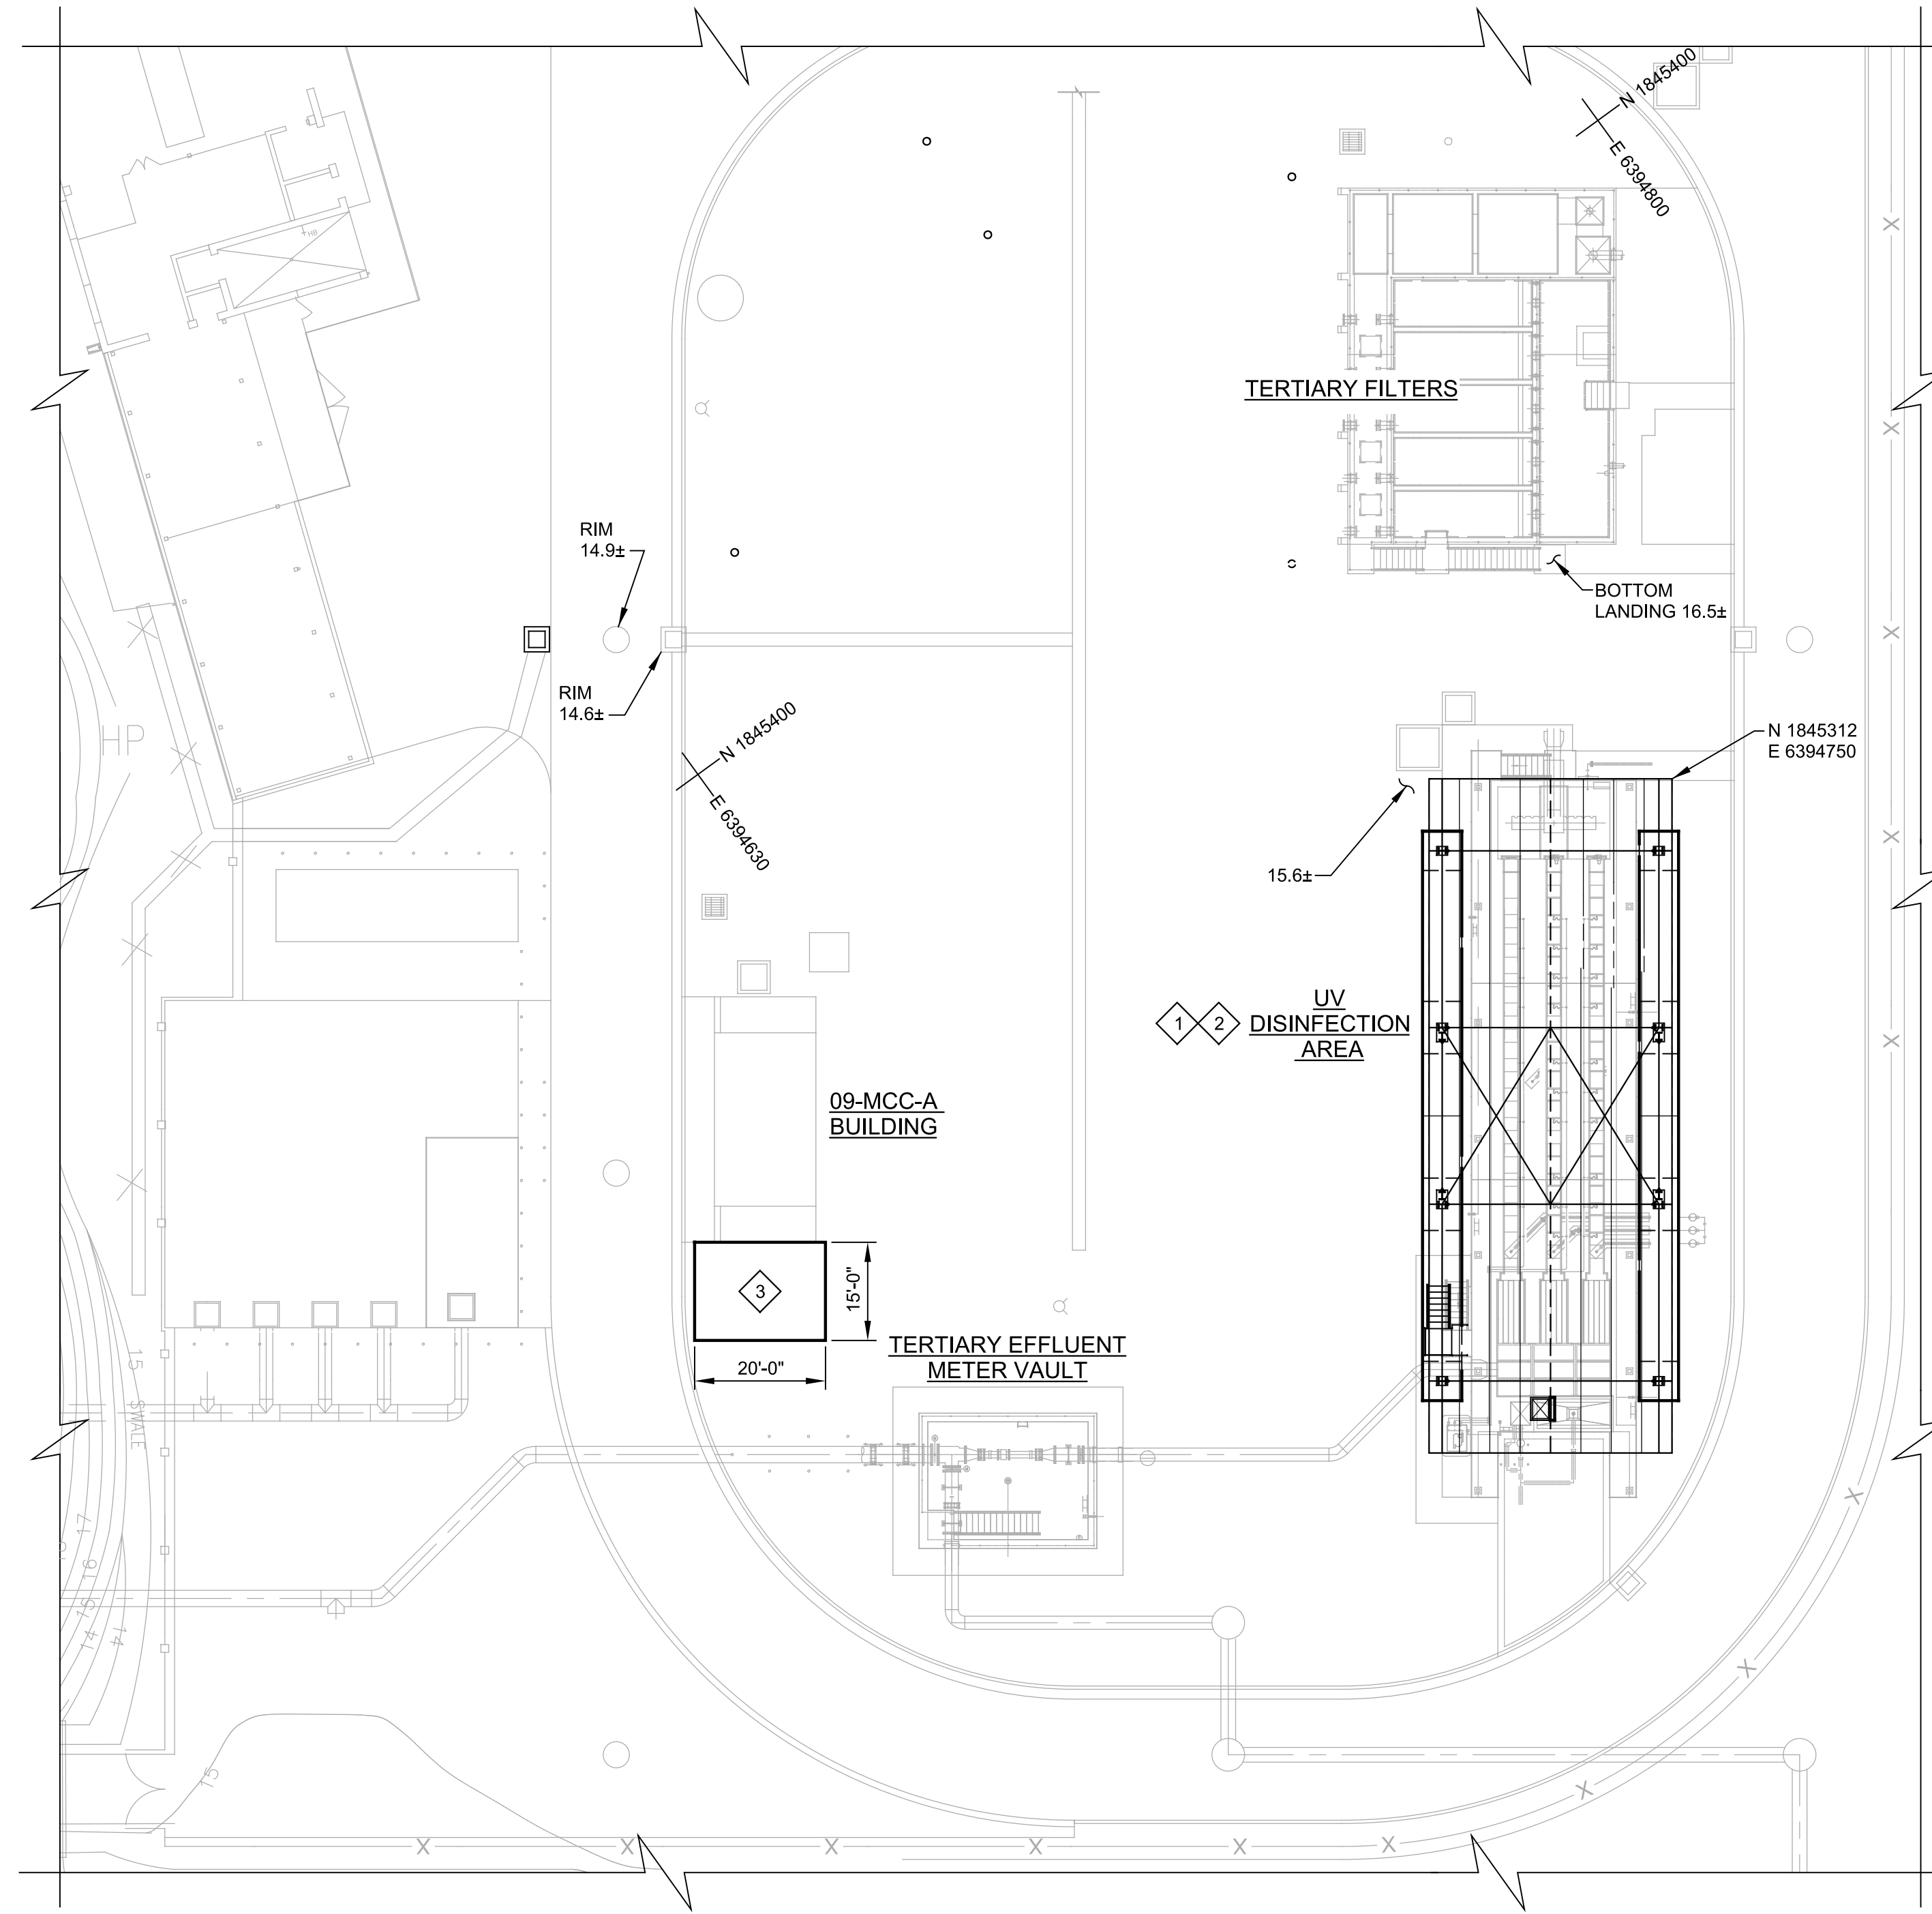 N 1845400
E 6394800
HB
TERTIARY FILTERS
RIM
14.9±
BOTTOM
LANDING 16.5±
RIM
14.6±
N 1845400
E 6394630
HP
N 1845312
E 6394750
15.6±
1
2
UV
DISINFECTION
AREA
09-MCC-A
BUILDING
3
15'-0"
20'-0"
TERTIARY EFFLUENT
METER VAULT
15
SWALE
17
16
15
14
14
15
X
X
X
X
X
X
X
X
X
X
X
X
X
X